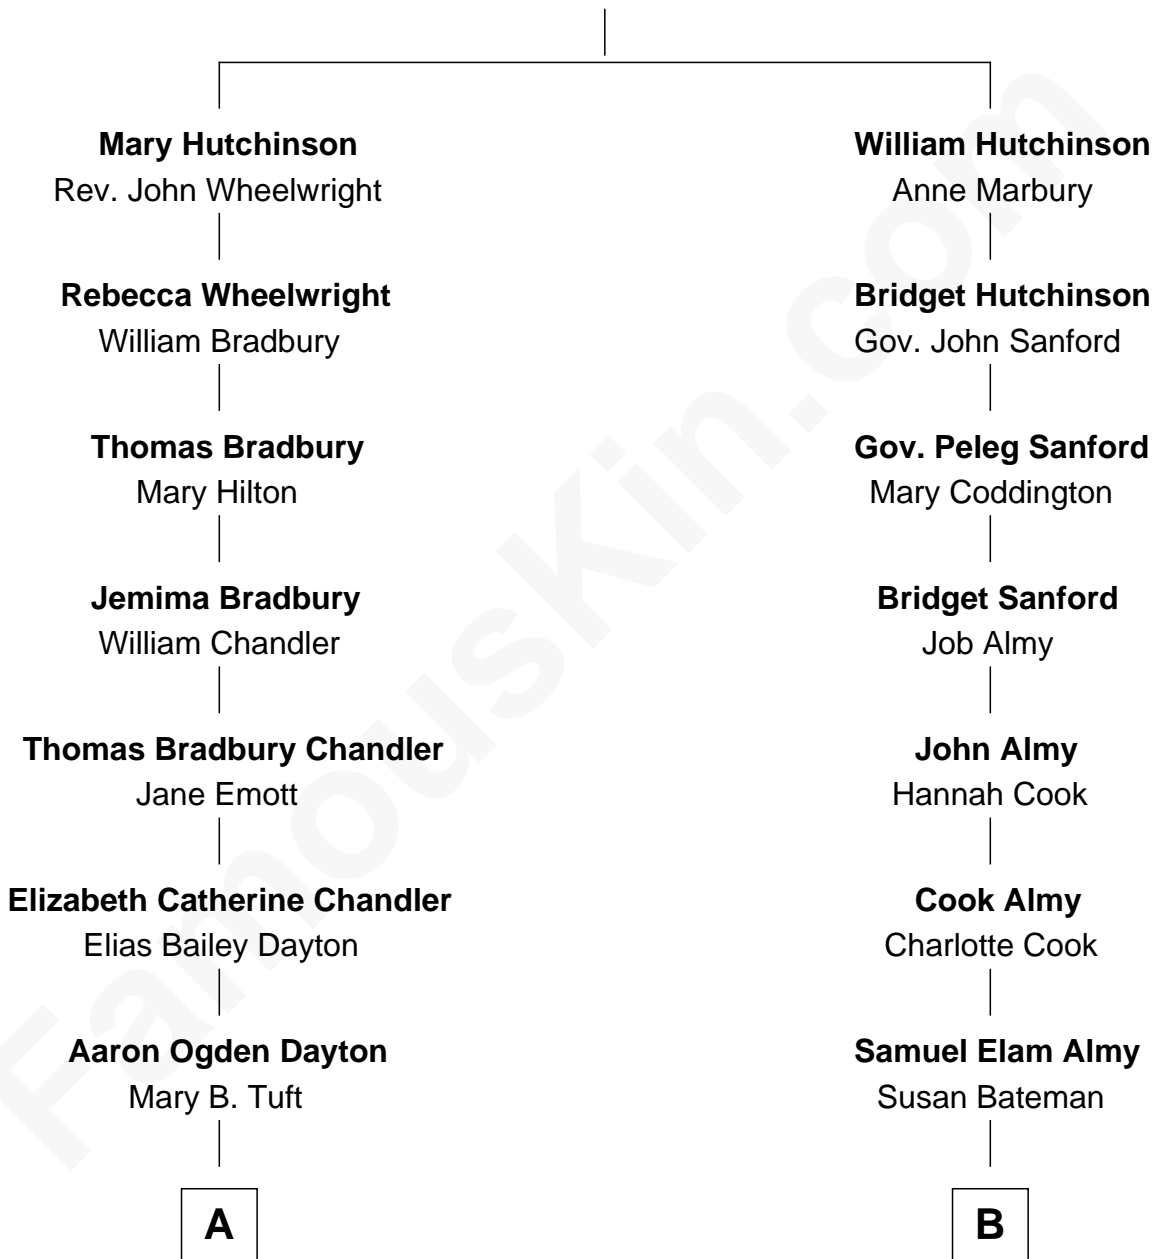 Mary Hutchinson
Rev. John Wheelwright
William Hutchinson
Anne Marbury
Rebecca Wheelwright
William Bradbury
Bridget Hutchinson
Gov. John Sanford
Thomas Bradbury
Mary Hilton
Gov. Peleg Sanford
Mary Coddington
Jemima Bradbury
William Chandler
Bridget Sanford
Job Almy
Thomas Bradbury Chandler
Jane Emott
John Almy
Hannah Cook
Elizabeth Catherine Chandler
Elias Bailey Dayton
Cook Almy
Charlotte Cook
Aaron Ogden Dayton
Mary B. Tuft
Samuel Elam Almy
Susan Bateman
A
B
FamousKin.com